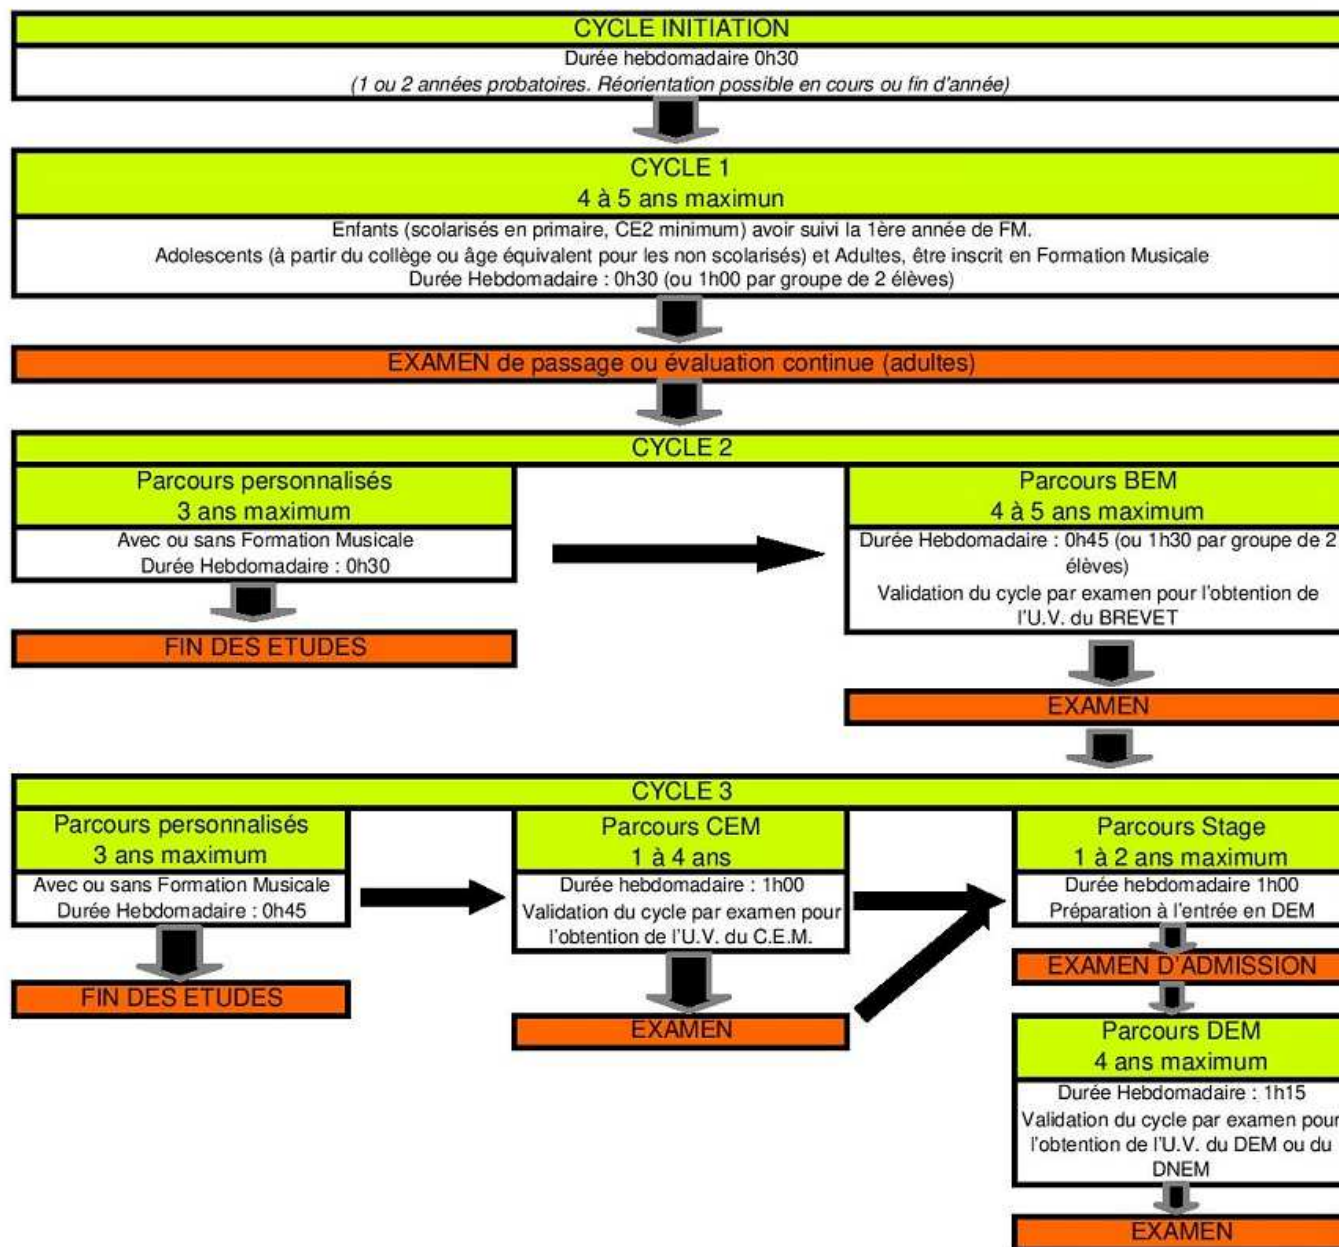 CYCLE INITIATION
Durée hebdomadaire 0h30
(1 ou 2 années probatoires. Réorientation possible en cours ou fin d'année)
CYCLE 1
4 à 5 ans maximun
Enfants (scolarisés en primaire, CE2 minimum) avoir suivi la 1ère année de FM.
Adolescents (à partir du collège ou âge équivalent pour les non scolarisés) et Adultes, être inscrit en Formation Musicale
Durée Hebdomadaire : 0h30 (ou 1h00 par groupe de 2 élèves)
EXAMEN de passage ou évaluation continue (adultes)
CYCLE 2
Parcours personnalisés
3 ans maximum
Avec ou sans Formation Musicale
Durée Hebdomadaire : 0h30
FIN DES ETUDES
Parcours BEM
4 à 5 ans maximum
Durée Hebdomadaire : 0h45 (ou 1h30 par groupe de 2
élèves)
Validation du cycle par examen pour l'obtention de
l'U.V. du BREVET
EXAMEN
CYCLE 3
Parcours personnalisés
3 ans maximum
Avec ou sans Formation Musicale
Durée Hebdomadaire : 0h45
FIN DES ETUDES
Parcours CEM
1 à 4 ans
Durée hebdomadaire : 1h00
Validation du cycle par examen pour
l'obtention de l'U.V. du C.E.M.
EXAMEN
Parcours Stage
1 à 2 ans maximum
Durée hebdomadaire 1h00
Préparation à l'entrée en DEM
EXAMEN D'ADMISSION
Parcours DEM
4 ans maximum
Durée Hebdomadaire : 1h15
Validation du cycle par examen pour
l'obtention de l'U.V. du DEM ou du
DNEM
EXAMEN